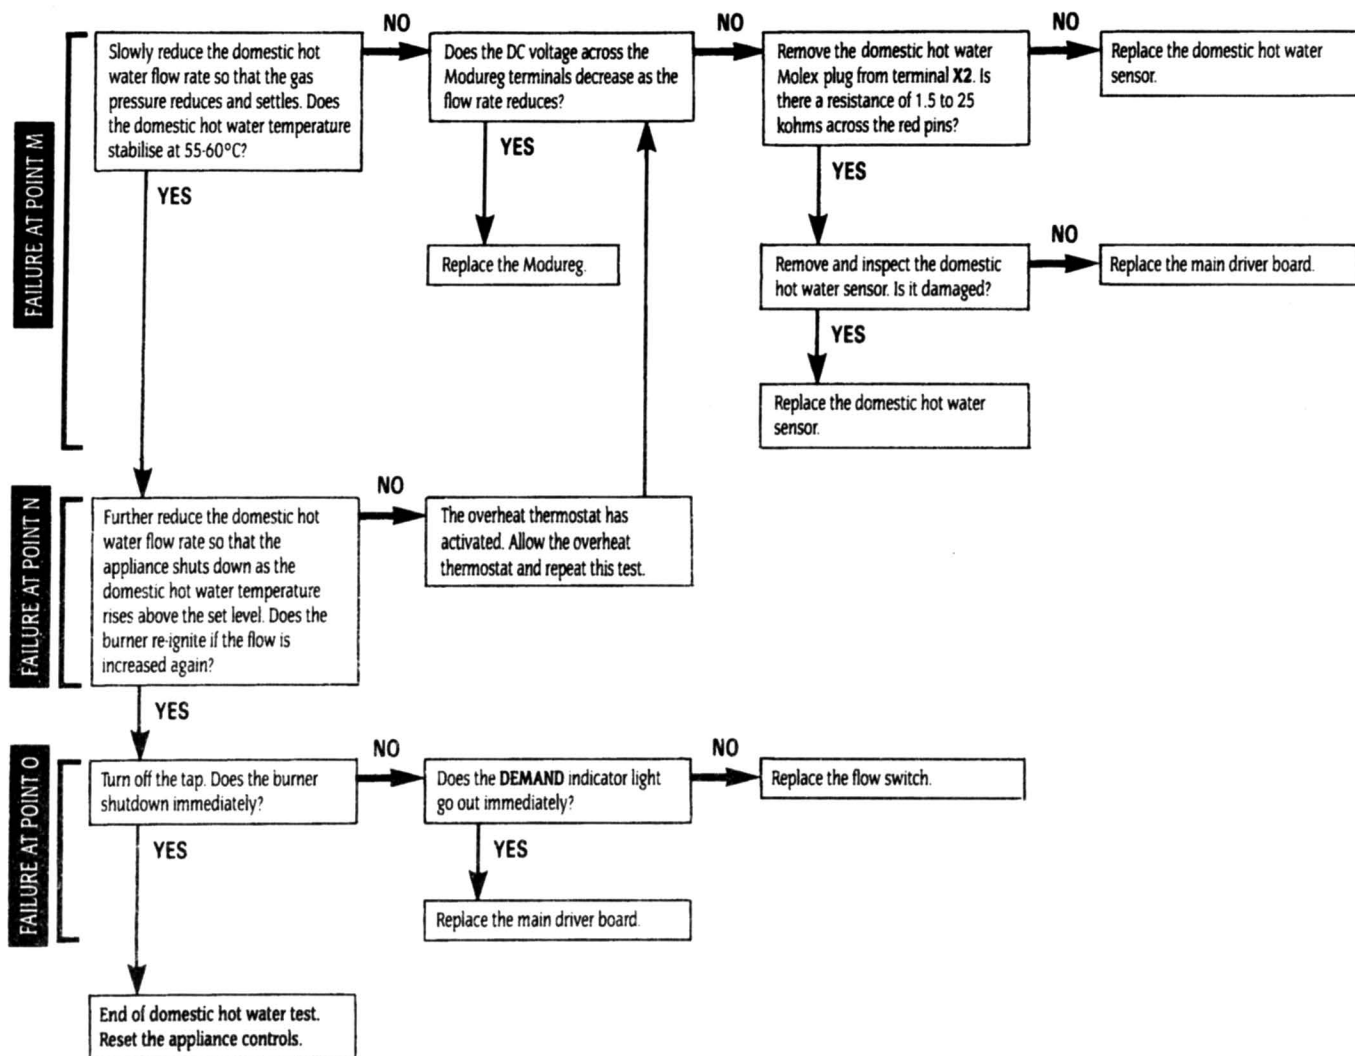 FAILURE AT POINT M
Slowly reduce the domestic hot
water flow rate so that the gas
pressure reduces and settles. Does
the domestic hot water temperature
stabilise at 55-60°C?
NO
Does the DC voltage across the
Modureg terminals decrease as the
flow rate reduces?
NO
Remove the domestic hot water
Molex plug from terminal X2. Is
there a resistance of 1.5 to 25
kohms across the red pins?
NO
Replace the domestic hot water
sensor.
YES
YES
YES
Replace the Modureg.
Remove and inspect the domestic
hot water sensor. Is it damaged?
NO
Replace the main driver board.
YES
Replace the domestic hot water
sensor.
FAILURE AT POINT N
Further reduce the domestic hot
water flow rate so that the
appliance shuts down as the
domestic hot water temperature
rises above the set level. Does the
burner re-ignite if the flow is
increased again?
NO
The overheat thermostat has
activated. Allow the overheat
thermostat and repeat this test.
YES
FAILURE AT POINT O
Turn off the tap. Does the burner
shutdown immediately?
NO
Does the DEMAND indicator light
go out immediately?
NO
Replace the flow switch.
YES
YES
Replace the main driver board.
End of domestic hot water test.
Reset the appliance controls.